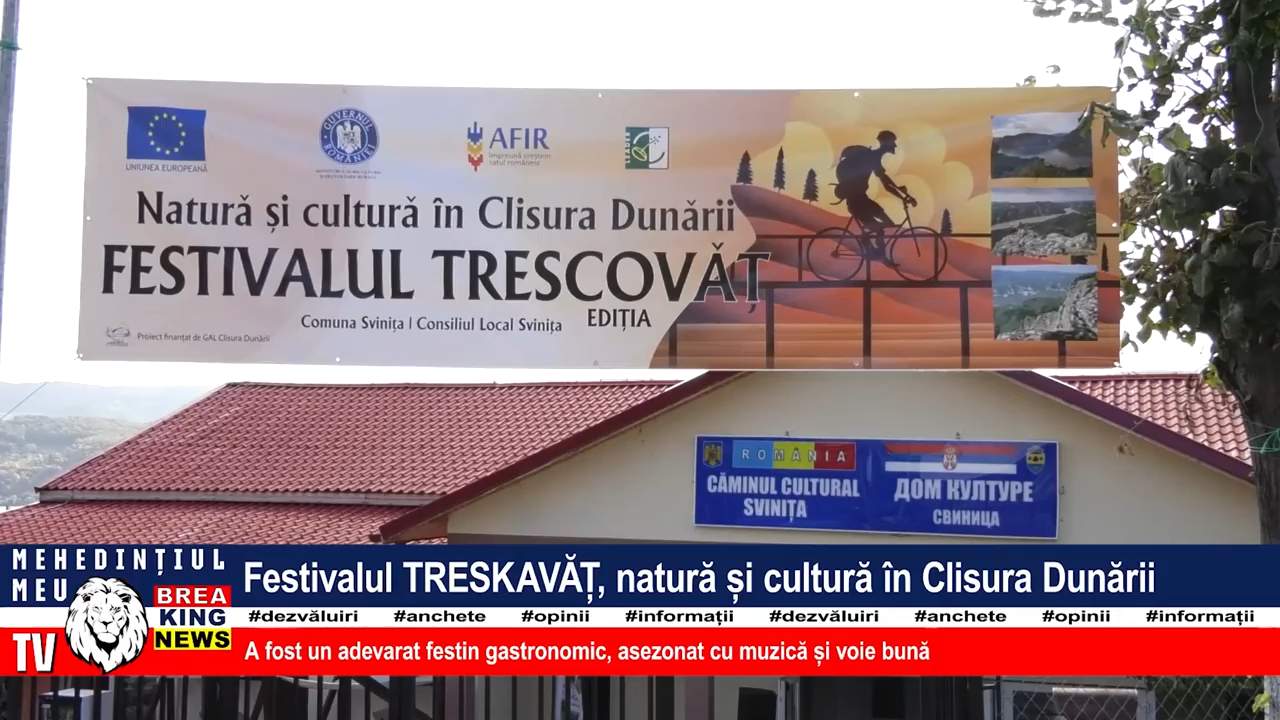 UNIUNEA EUROPEANĂ
GUVERNUL ROMÂNIEI
AFIR
împreună creștem
satul românesc
LEADER
Natură și cultură în Clisura Dunării
FESTIVALUL TRESCOVĂȚ
EDIȚIA
Comuna Svinița | Consiliul Local Svinița
Proiect finanțat de GAL Clisura Dunării
ROMÂNIA
CĂMINUL CULTURAL
SVINIȚA
ДОМ КУЛТУРЕ
СВИНИЦА
MEHEDINȚIUL
MEU
TV
BREA
KING
NEWS
Festivalul TRESKAVĂȚ, natură și cultură în Clisura Dunării
#dezvăluiri #anchete #opinii #informații #dezvăluiri #anchete #opinii #informații
A fost un adevarat festin gastronomic, asezonat cu muzică și voie bună